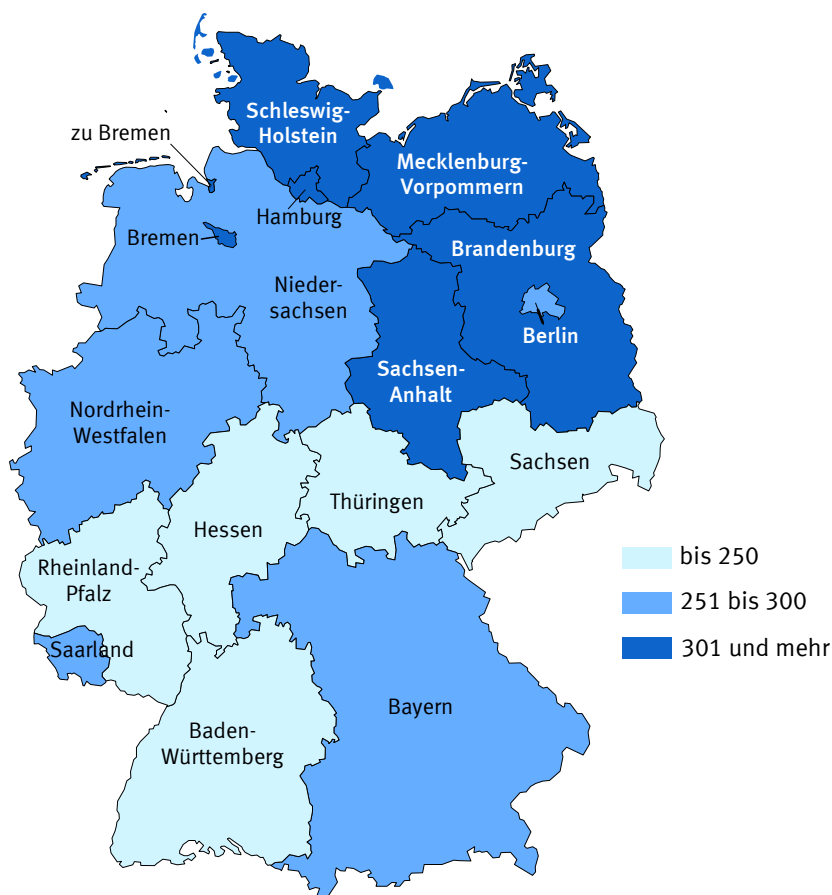 Schleswig-
Holstein
zu Bremen
Mecklenburg-
Vorpommern
Hamburg
Bremen
Brandenburg
Nieder-
sachsen
Berlin
Sachsen-
Anhalt
Nordrhein-
Westfalen
Sachsen
Thüringen
Hessen
Rheinland-
Pfalz
Saarland
Bayern
Baden-
Württemberg
bis 250
251 bis 300
301 und mehr